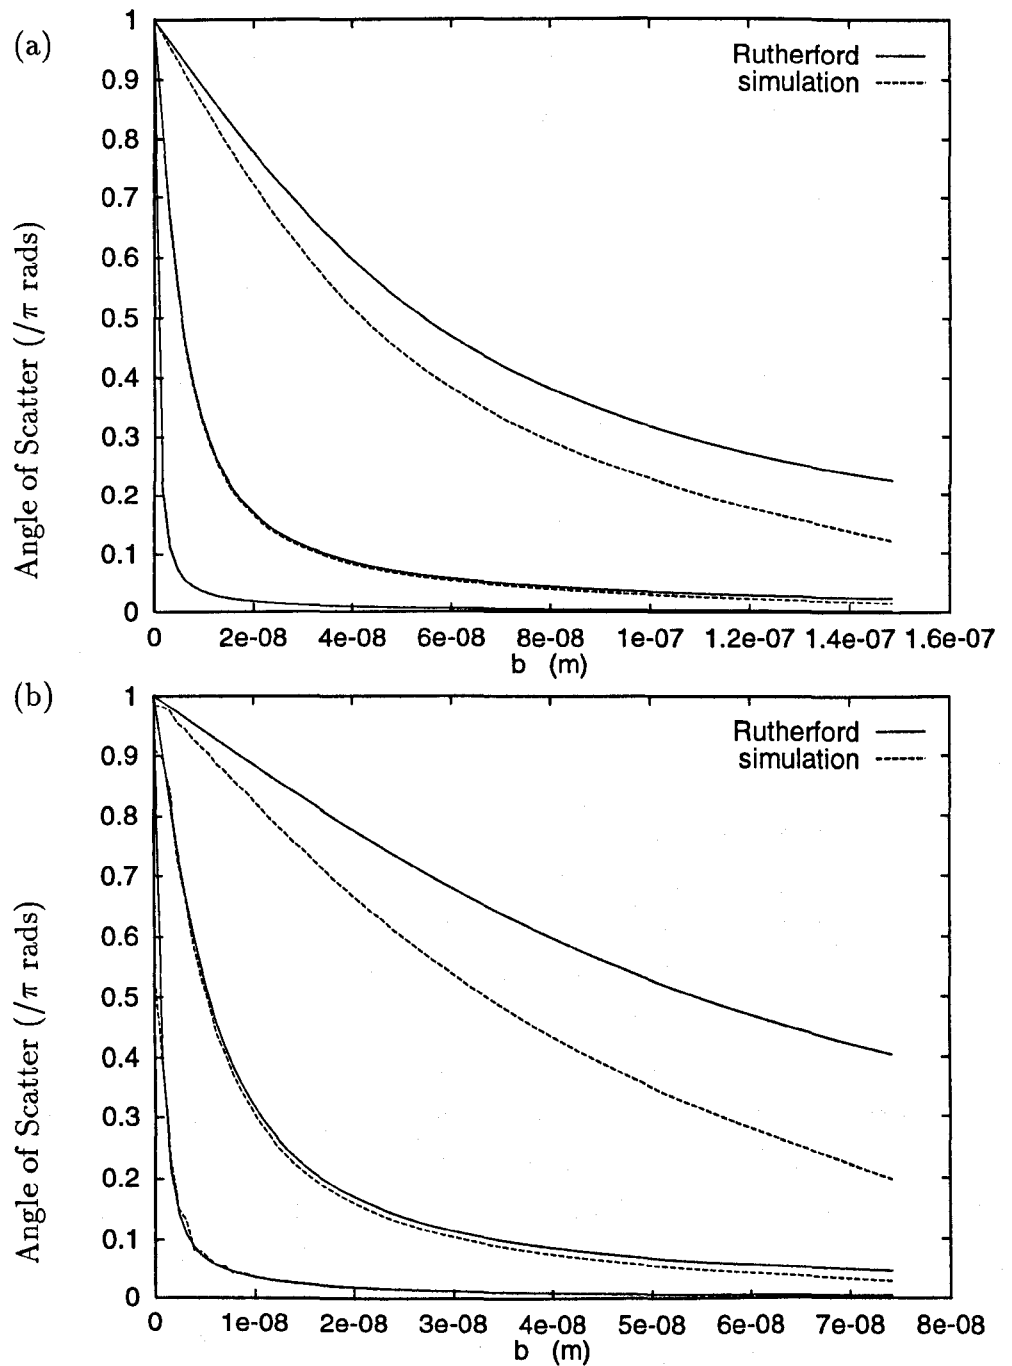 (a)
1
0.9
0.8
0.7
0.6
0.5
0.4
0.3
0.2
0.1
0
Angle of Scatter (/π rads)
Rutherford
simulation
0 2e-08 4e-08 6e-08 8e-08 1e-07 1.2e-07 1.4e-07 1.6e-07
b (m)
(b)
1
0.9
0.8
0.7
0.6
0.5
0.4
0.3
0.2
0.1
0
Angle of Scatter (/π rads)
Rutherford
simulation
0 1e-08 2e-08 3e-08 4e-08 5e-08 6e-08 7e-08 8e-08
b (m)